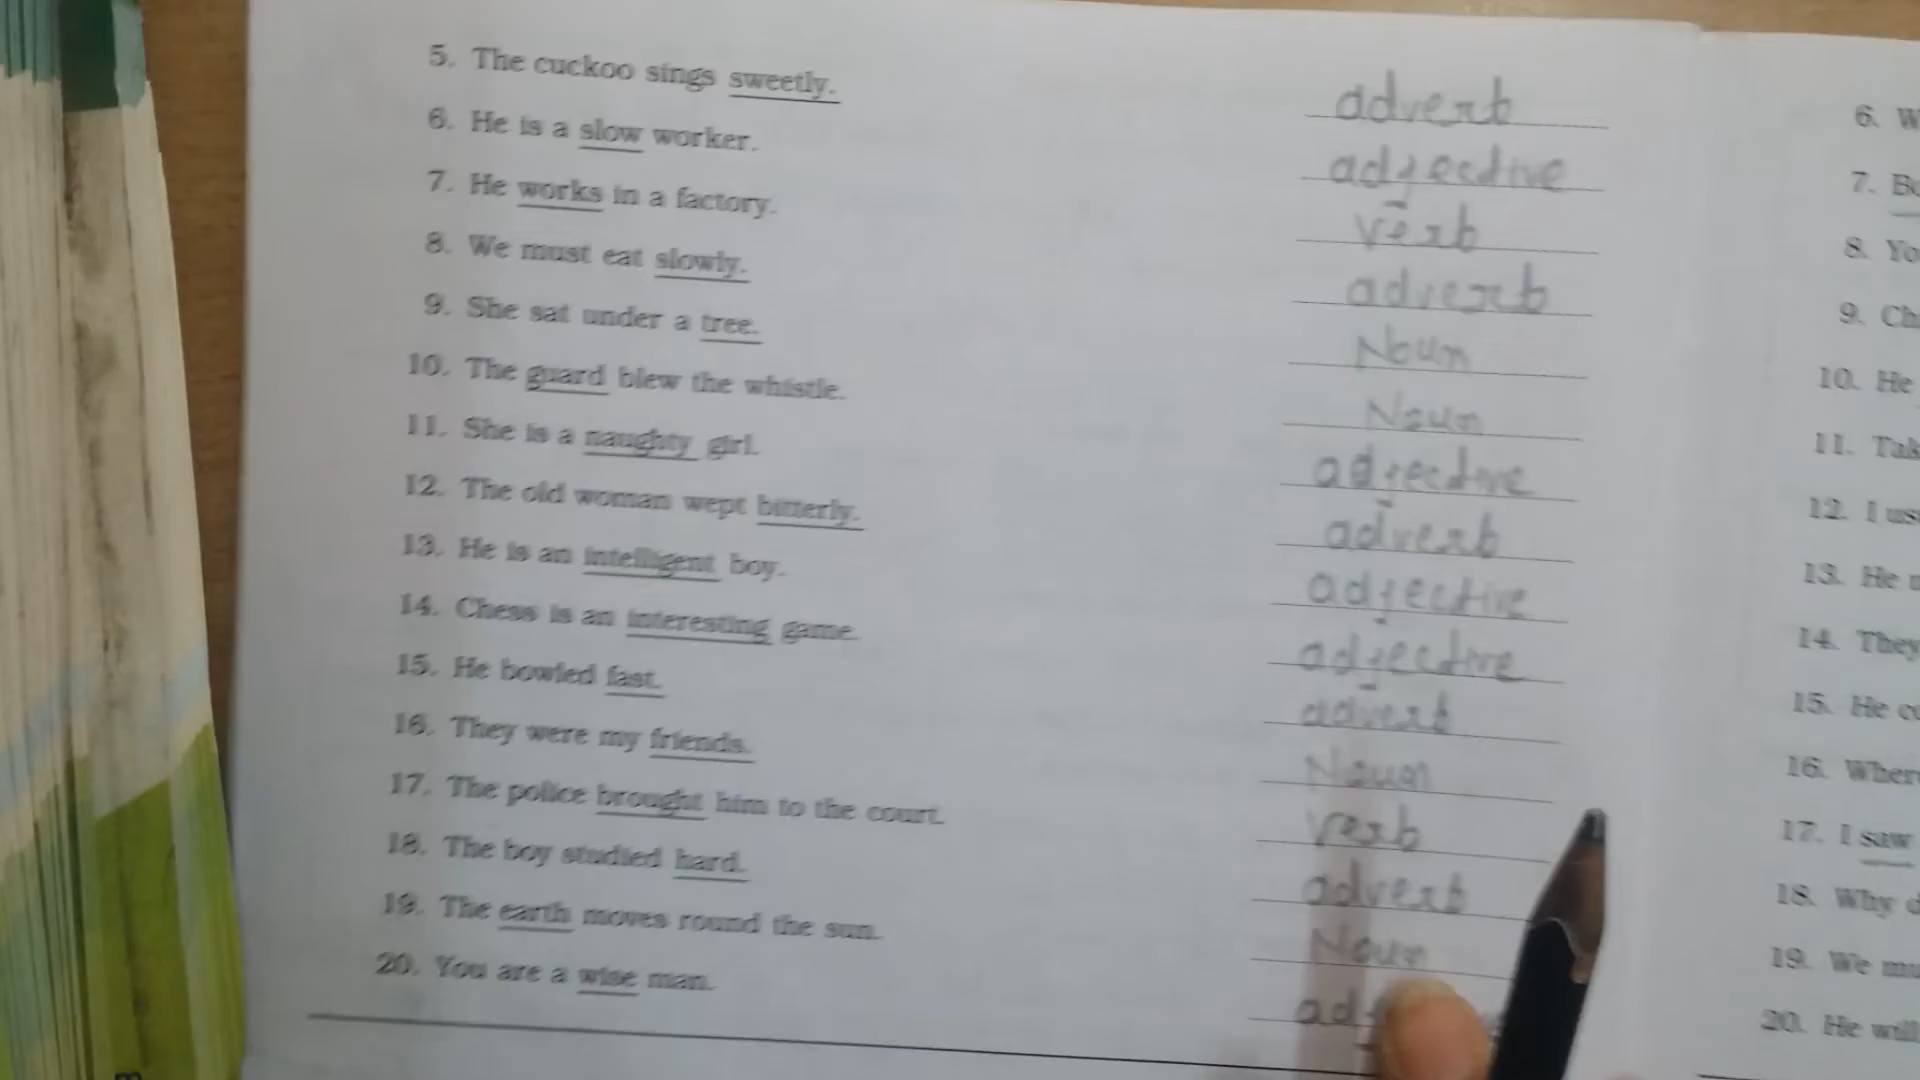 5. The cuckoo sings sweetly. adverb
6. He is a slow worker. adjective
7. He works in a factory. verb
8. We must eat slowly. adverb
9. She sat under a tree. Noun
10. The guard blew the whistle. Noun
11. She is a naughty girl. adjective
12. The old woman wept bitterly. adverb
13. He is an intelligent boy. adjective
14. Chess is an interesting game. adjective
15. He bowled fast. adverb
16. They were my friends. Noun
17. The police brought him to the court. verb
18. The boy studied hard. adverb
19. The earth moves round the sun. Noun
20. You are a wise man.
6.
7.
8.
9.
10. He
11.
12. I
13. He
14. They
15. He
16.
17. I saw
18. Why
19. We
20. He will